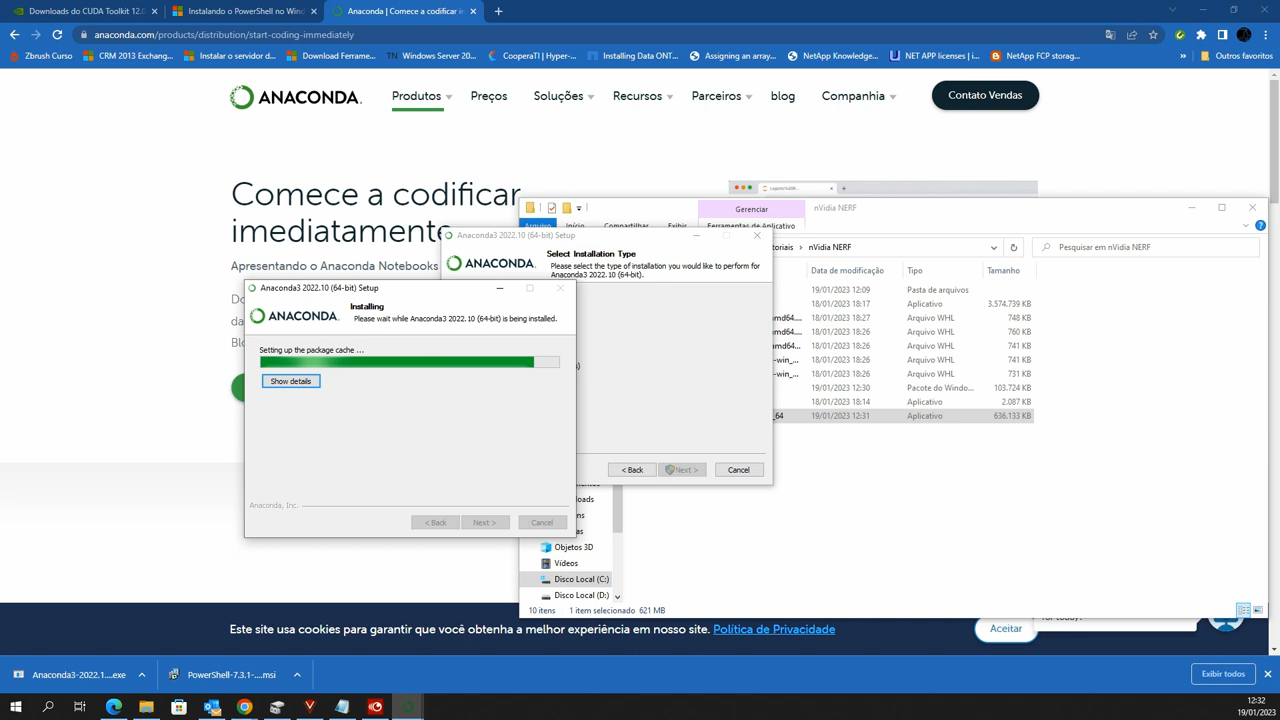 Downloads do CUDA Toolkit 12.0
Instalando o PowerShell no Wind
Anaconda | Comece a codificar in
anaconda.com/products/distribution/start-coding-immediately
Zbrush Curso
CRM 2013 Exchang...
Instalar o servidor d...
Download Ferrame...
Windows Server 20...
CooperaTI | Hyper-...
Installing Data ONT...
Assigning an array...
NetApp Knowledge...
NET APP licenses | i...
NetApp FCP storag...
»
Outros favoritos
ANACONDA.
Produtos
Preços
Soluções
Recursos
Parceiros
blog
Companhia
Contato Vendas
Comece a codificar
imediatamente
Apresentando o Anaconda Notebooks
Gerenciar
nVidia NERF
Arquivo
Início
Compartilhar
Exibir
Ferramentas de Aplicativo
toriais > nVidia NERF
Pesquisar em nVidia NERF
Data de modificação Tipo Tamanho
19/01/2023 12:09 Pasta de arquivos
18/01/2023 18:17 Aplicativo 3.574.739 KB
md64.... 18/01/2023 18:27 Arquivo WHL 748 KB
md64.... 18/01/2023 18:26 Arquivo WHL 760 KB
-win_... 18/01/2023 18:26 Arquivo WHL 741 KB
-win_... 18/01/2023 18:26 Arquivo WHL 731 KB
19/01/2023 12:30 Pacote do Windo... 103.724 KB
18/01/2023 18:14 Aplicativo 2.087 KB
_64 19/01/2023 12:31 Aplicativo 636.133 KB
Anaconda3 2022.10 (64-bit) Setup
Select Installation Type
Please select the type of installation you would like to perform for
Anaconda3 2022.10 (64-bit).
ANACONDA.
s)
< Back
Next >
Cancel
Anaconda3 2022.10 (64-bit) Setup
Installing
Please wait while Anaconda3 2022.10 (64-bit) is being installed.
ANACONDA.
Setting up the package cache ...
Show details
Anaconda, Inc.
< Back
Next >
Cancel
Do
da
Blo
Objetos 3D
Vídeos
Disco Local (C:)
Disco Local (D:)
10 itens
1 item selecionado 621 MB
Este site usa cookies para garantir que você obtenha a melhor experiência em nosso site. Política de Privacidade
Aceitar
Anaconda3-2022.1....exe
PowerShell-7.3.1-....msi
Exibir todos
12:32
19/01/2023